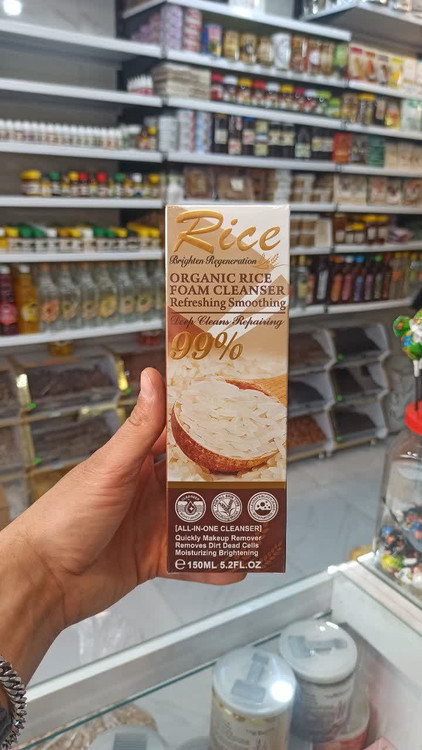 Rice
Brighten Regeneration
ORGANIC RICE
FOAM CLEANSER
Refreshing Smoothing
Deep Cleans Repairing
99%
[ALL-IN-ONE CLEANSER]
Quickly Makeup Remover
Removes Dirt Dead Cells
Moisturizing Brightening
℮ 150ML 5.2FL.OZ